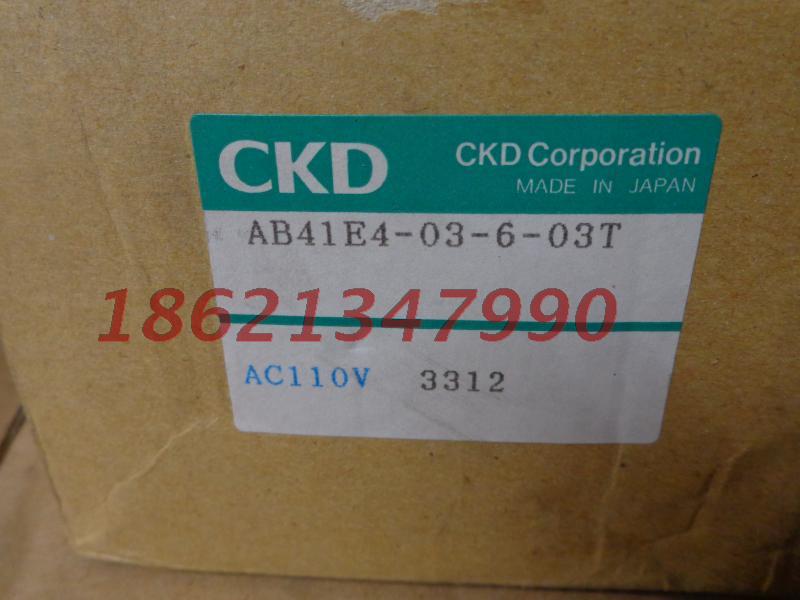 CKD
CKD Corporation
MADE IN JAPAN
AB41E4-03-6-03T
18621347990
AC110V 3312